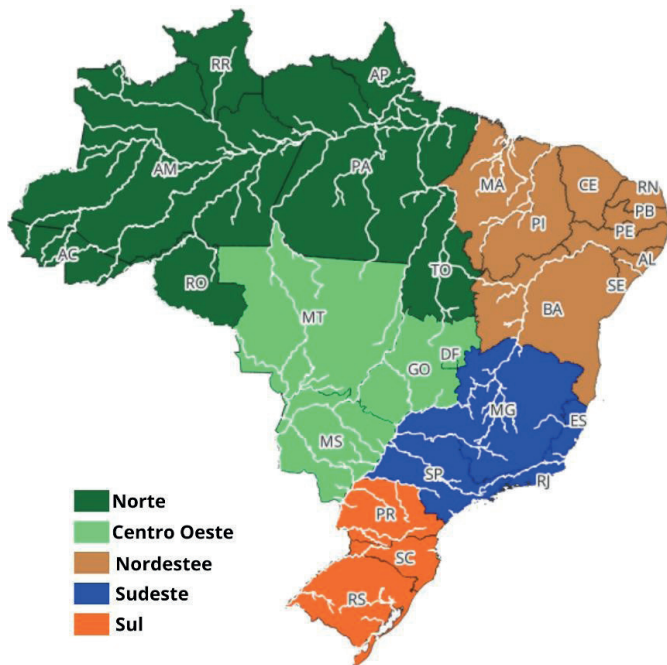 RR
AP
AM
PA
MA
CE
RN
PB
PI
PE
AC
AL
TO
RO
SE
BA
MT
DF
GO
MG
ES
MS
SP
RJ
PR
SC
RS
Norte
Centro Oeste
Nordestee
Sudeste
Sul